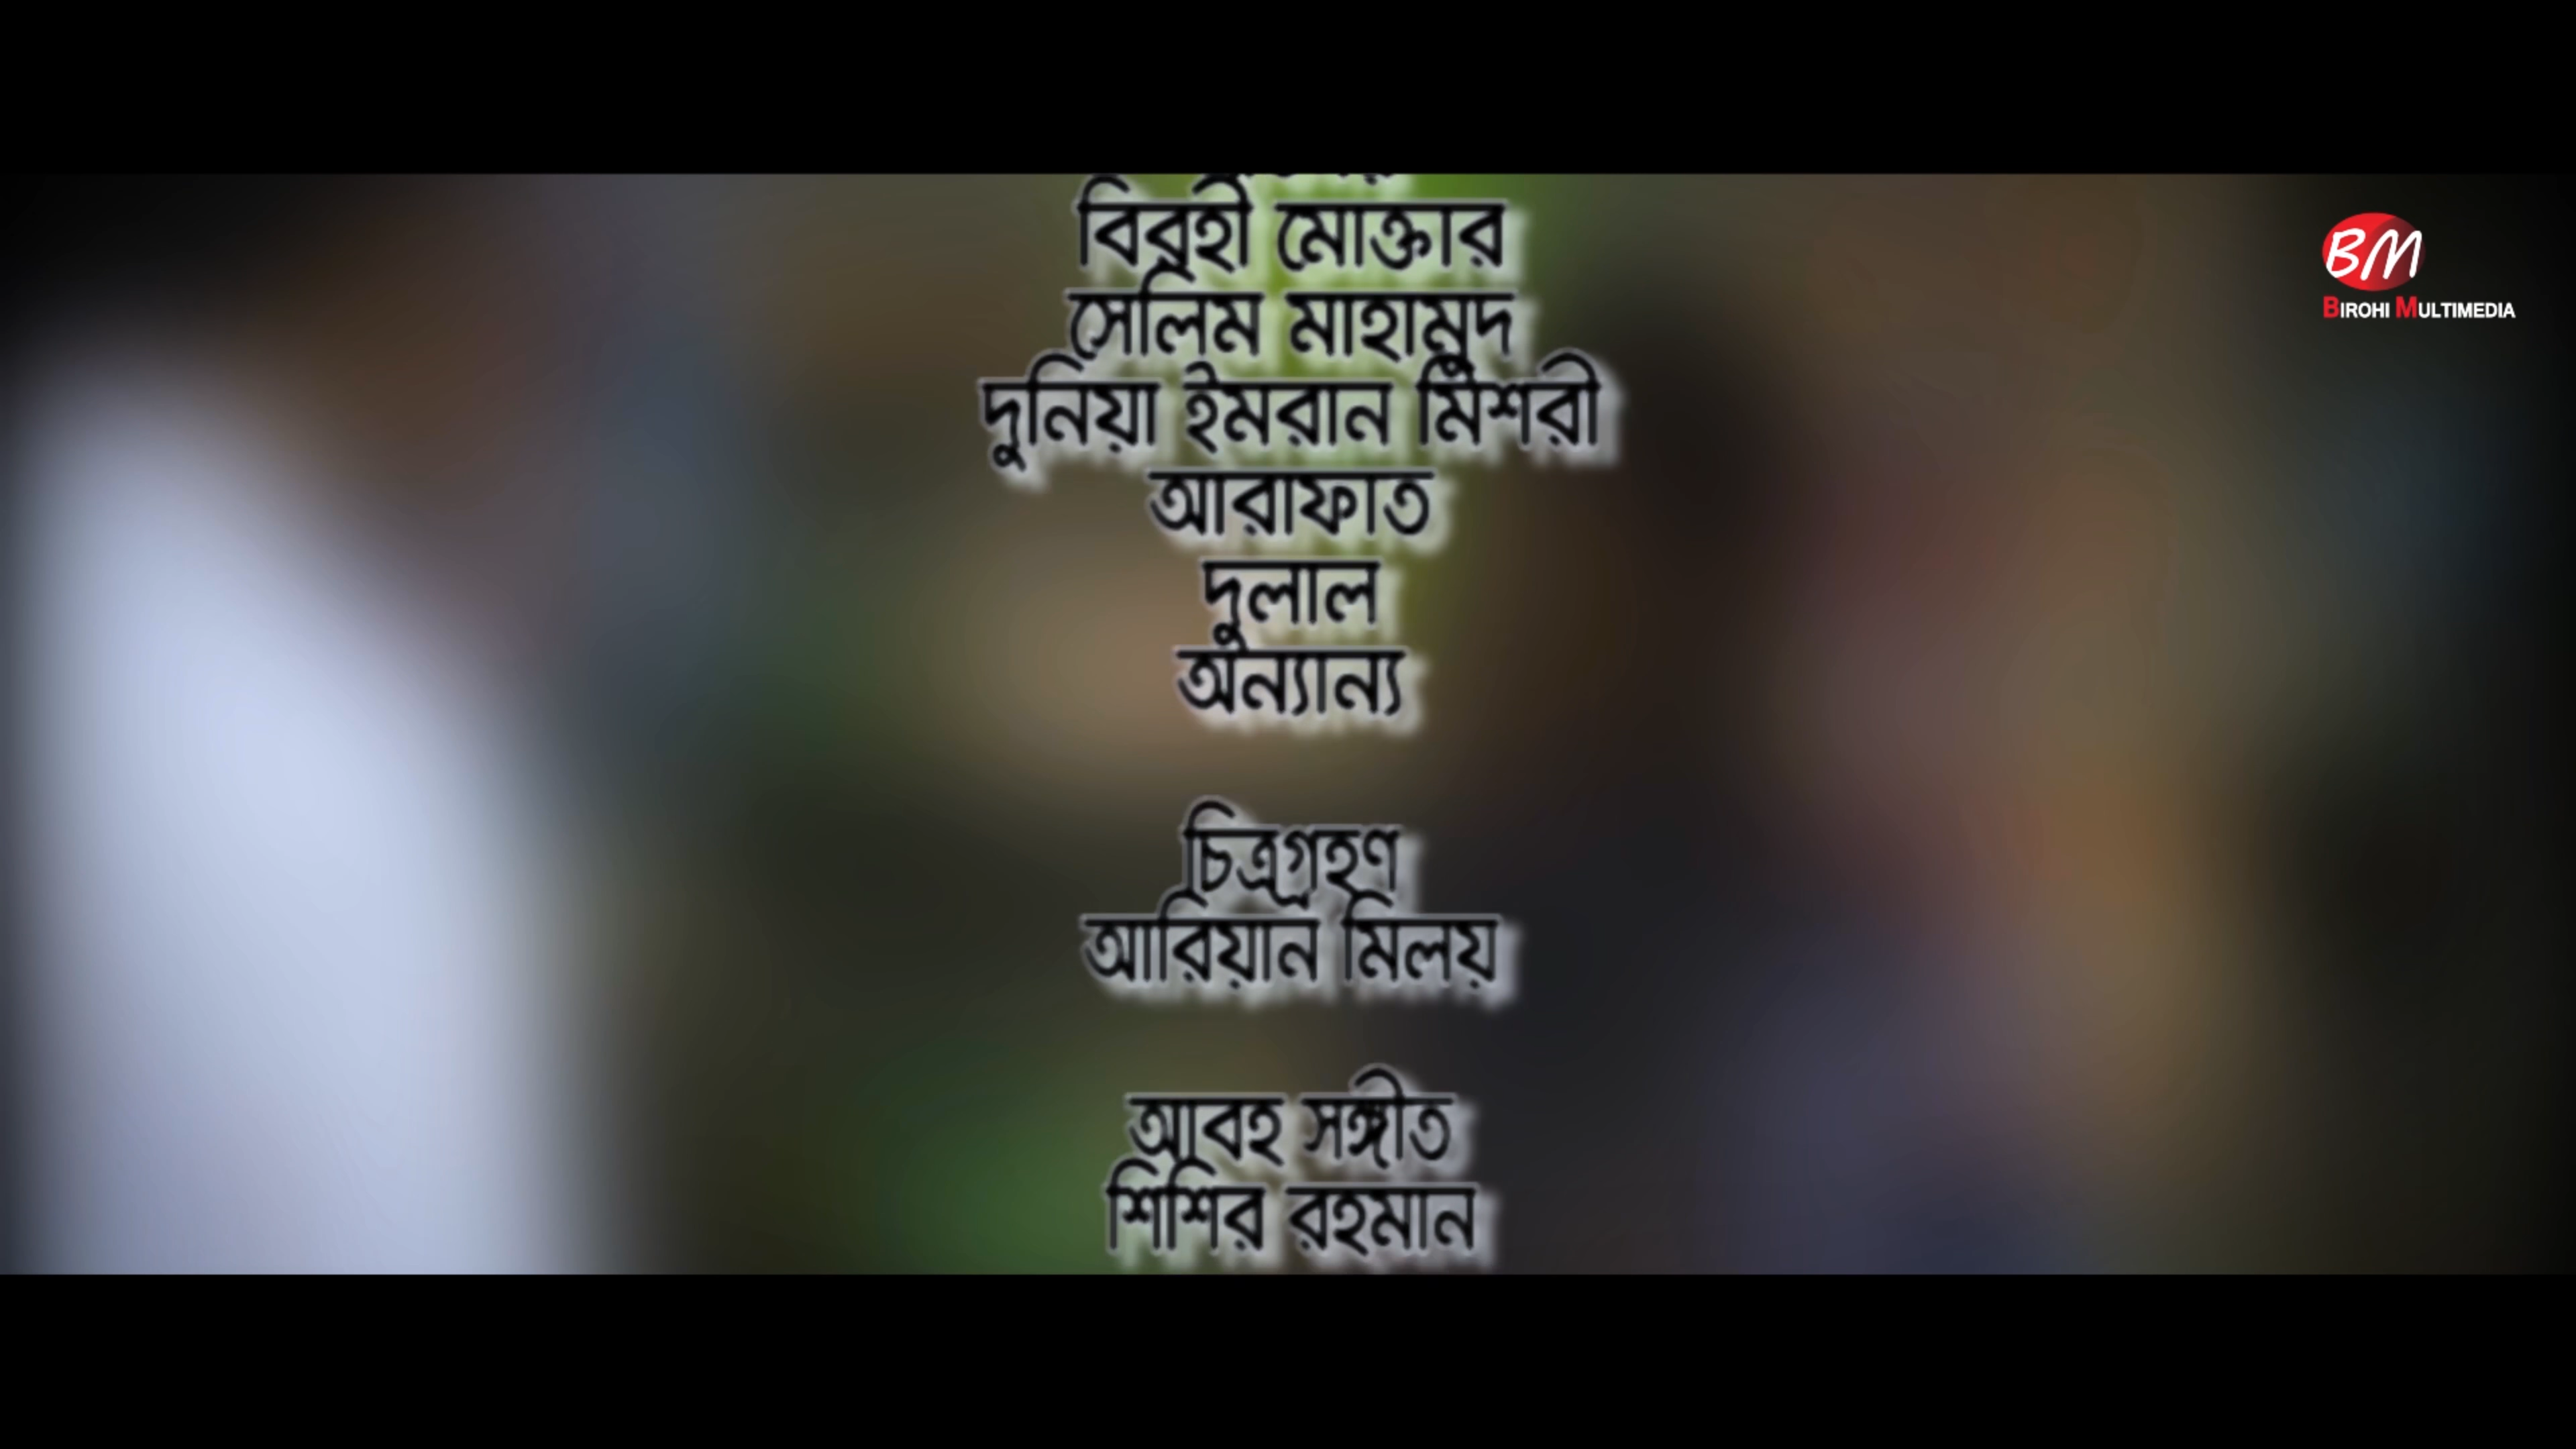 বিরহী মোক্তার
সেলিম মাহামুদ
দুনিয়া ইমরান মিশরী
আরাফাত
দুলাল
অন্যান্য
চিত্রগ্রহণ
আরিয়ান মিলয়
আবহ সঙ্গীত
শিশির রহমান
BM
BIROHI MULTIMEDIA